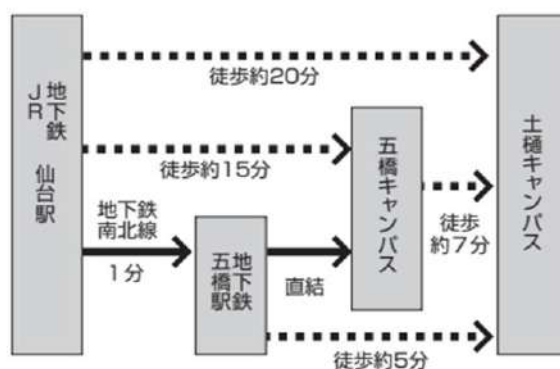 地下鉄
JR
仙台駅
徒歩約20分
徒歩約15分
地下鉄
南北線
1分
地下鉄
五橋駅
直結
五橋キャンパス
徒歩
約7分
徒歩約5分
土樋キャンパス